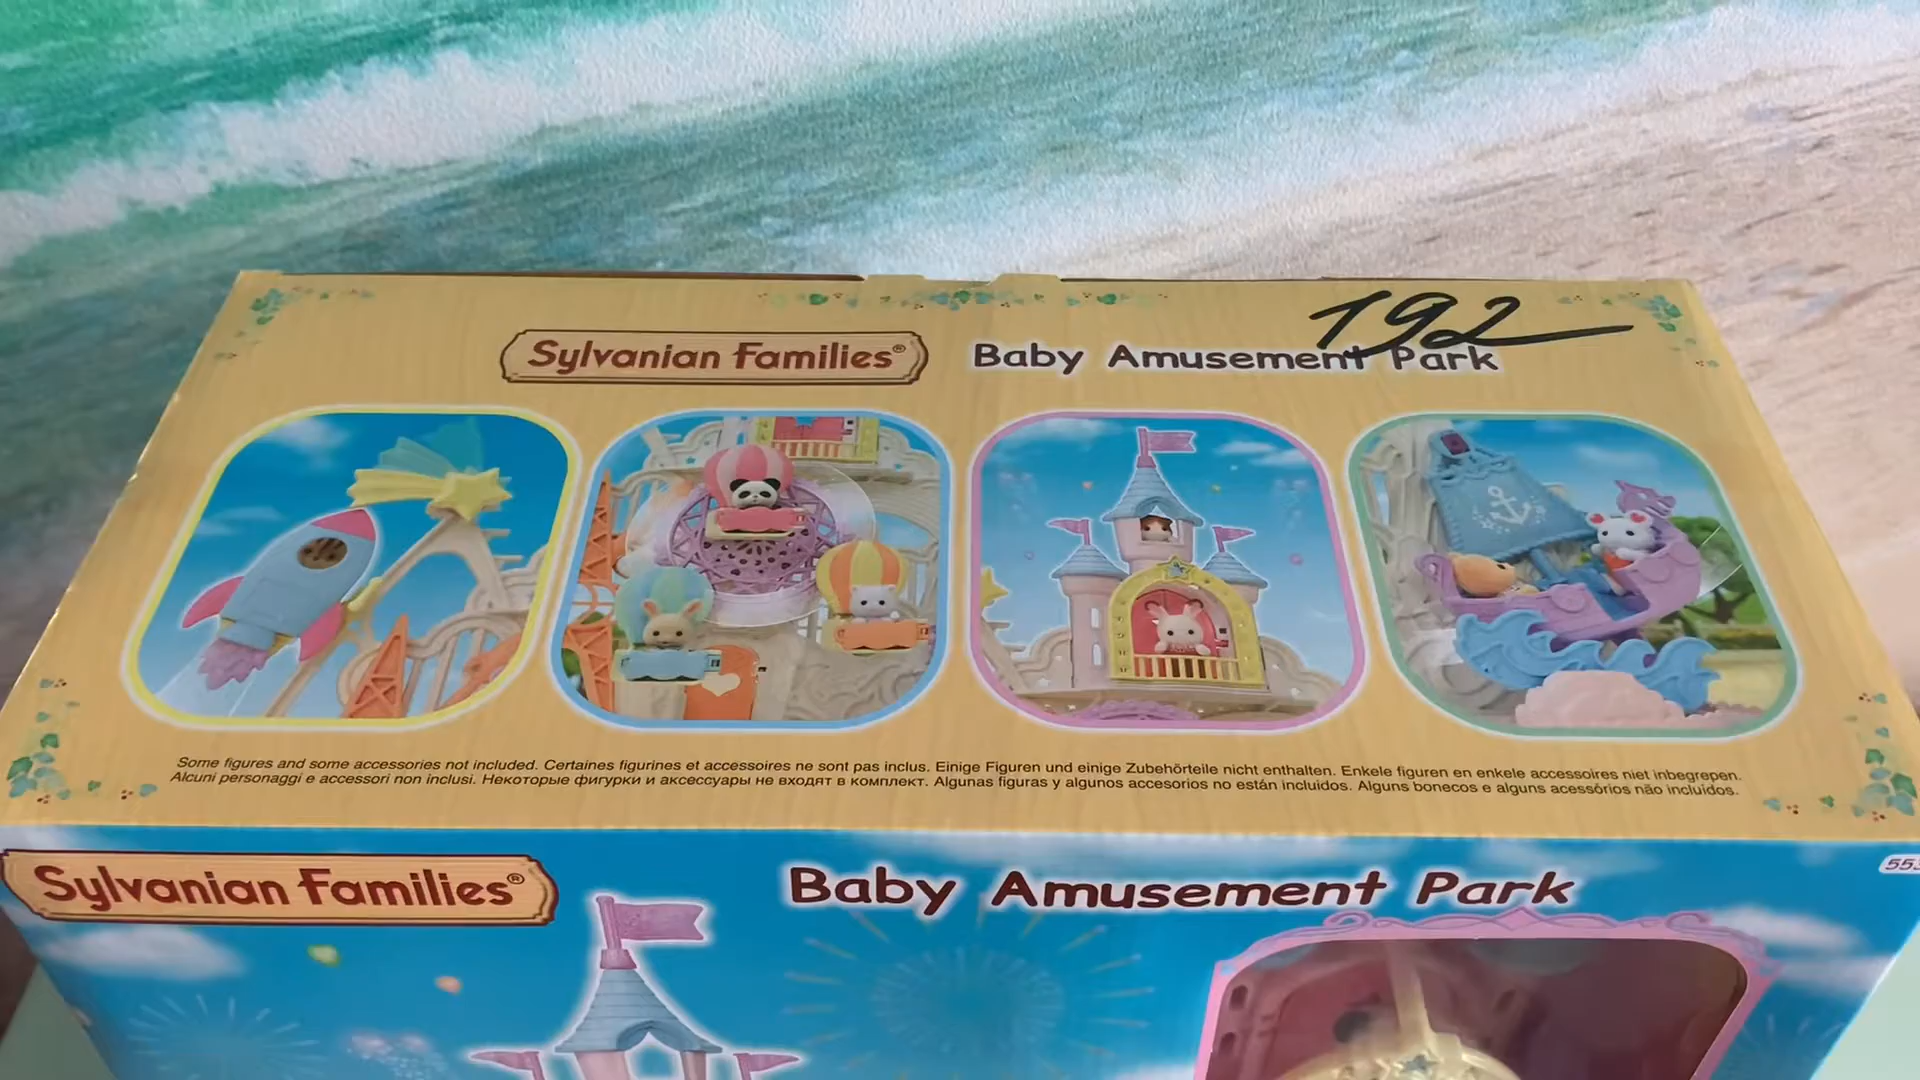 192
Sylvanian Families® Baby Amusement Park
Some figures and some accessories not included. Certaines figurines et accessoires ne sont pas inclus. Einige Figuren und einige Zubehörteile nicht enthalten. Enkele figuren en enkele accessoires niet inbegrepen.
Alcuni personaggi e accessori non inclusi. Некоторые фигурки и аксессуары не входят в комплект. Algunas figuras y algunos accesorios no están incluidos. Alguns bonecos e alguns acessórios não incluídos.
Sylvanian Families® Baby Amusement Park